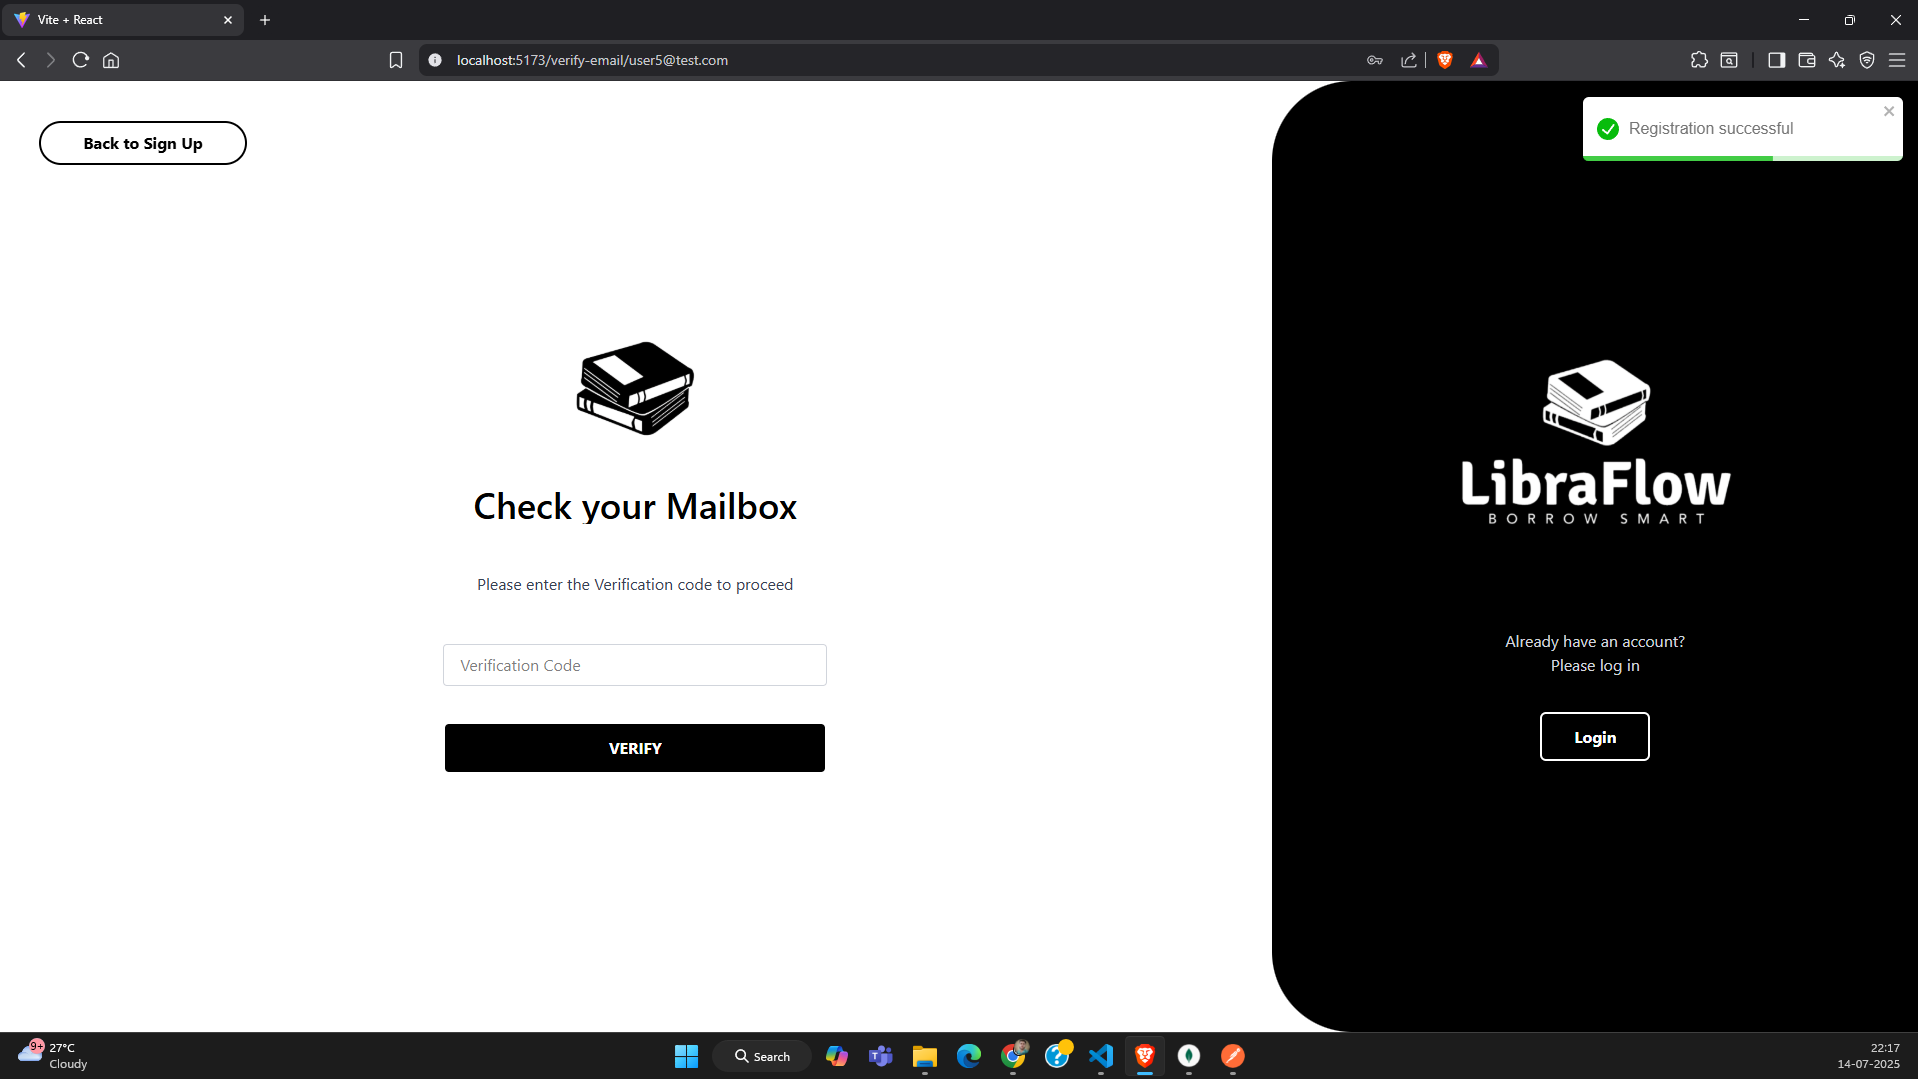 Vite + React
localhost:5173/verify-email/user5@test.com
Back to Sign Up
Registration successful
Check your Mailbox
Please enter the Verification code to proceed
Verification Code
VERIFY
LibraFlow
BORROW SMART
Already have an account?
Please log in
Login
9+
27°C
Cloudy
Search
22:17
14-07-2025